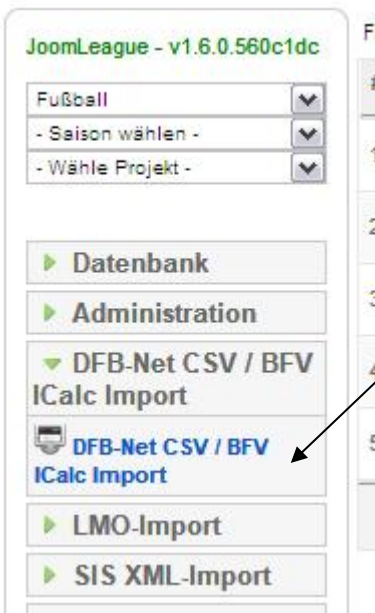 JoomLeague - v1.6.0.560c1dc
Fußball
- Saison wählen -
- Wähle Projekt -
Datenbank
Administration
DFB-Net CSV / BFV
ICalc Import
DFB-Net CSV / BFV
ICalc Import
LMO-Import
SIS XML-Import